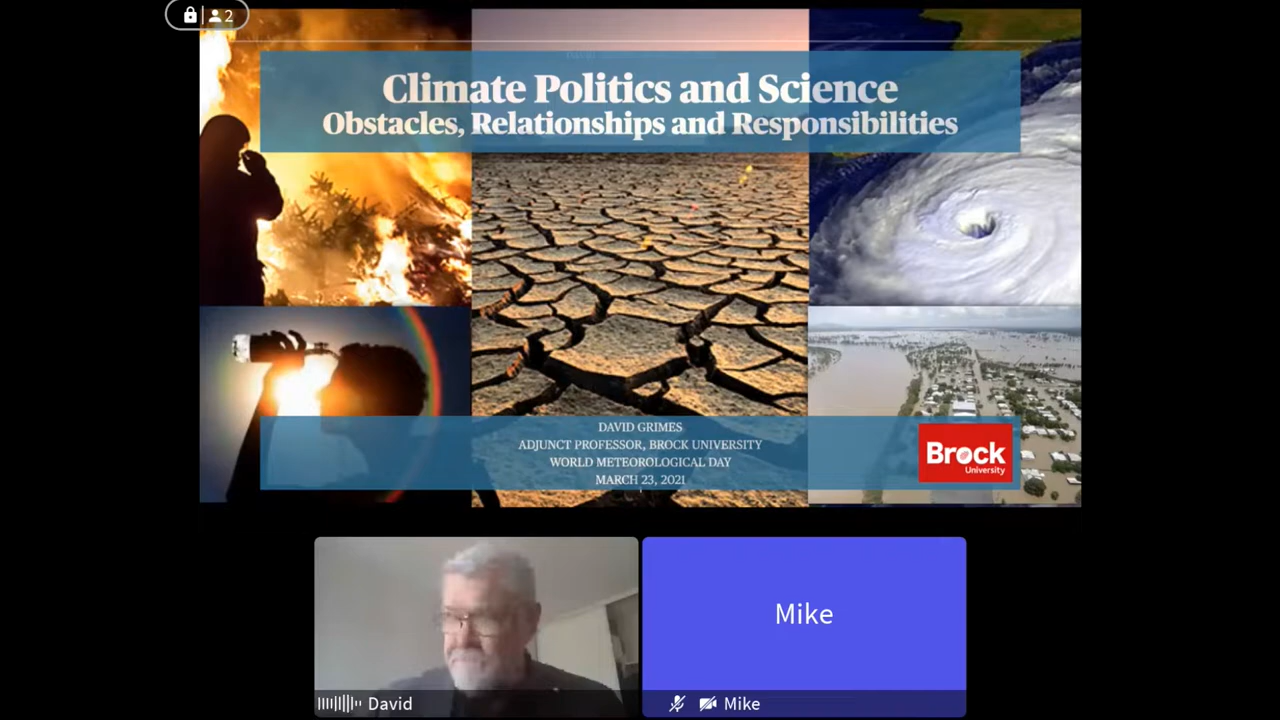 2
Climate Politics and Science
Obstacles, Relationships and Responsibilities
DAVID GRIMES
ADJUNCT PROFESSOR, BROCK UNIVERSITY
WORLD METEOROLOGICAL DAY
MARCH 23, 2021
Brock
University
Mike
David
Mike